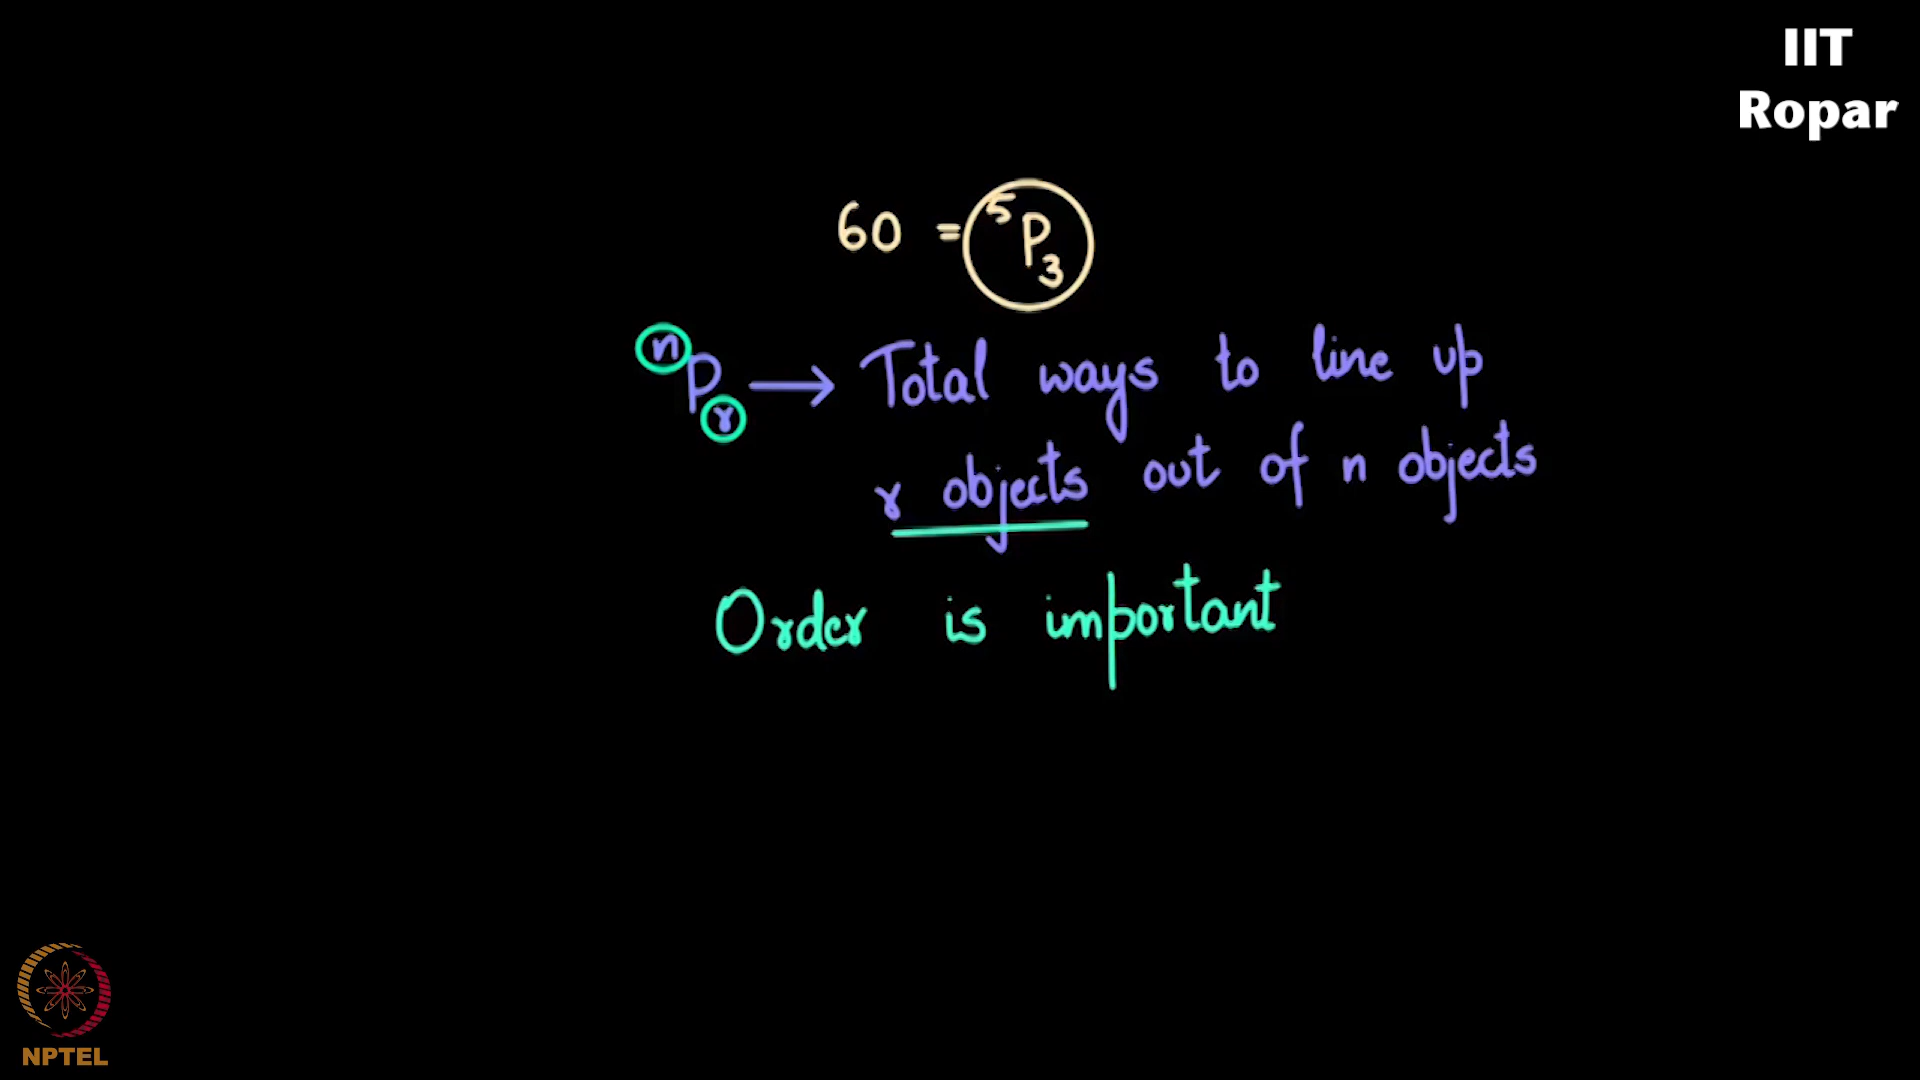 IIT
Ropar
60 = ⁵P₃
ⁿPᵣ → Total ways to line up
r objects out of n objects
Order is important
NPTEL